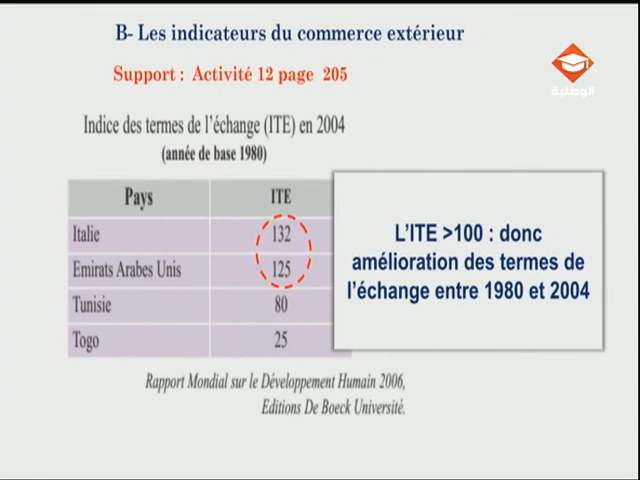 B- Les indicateurs du commerce extérieur
Support : Activité 12 page 205
الوطنية
Indice des termes de l'échange (ITE) en 2004
(année de base 1980)
Pays ITE
Italie 132
Emirats Arabes Unis 125
Tunisie 80
Togo 25
L'ITE >100 : donc
amélioration des termes de
l'échange entre 1980 et 2004
Rapport Mondial sur le Développement Humain 2006,
Editions De Boeck Université.